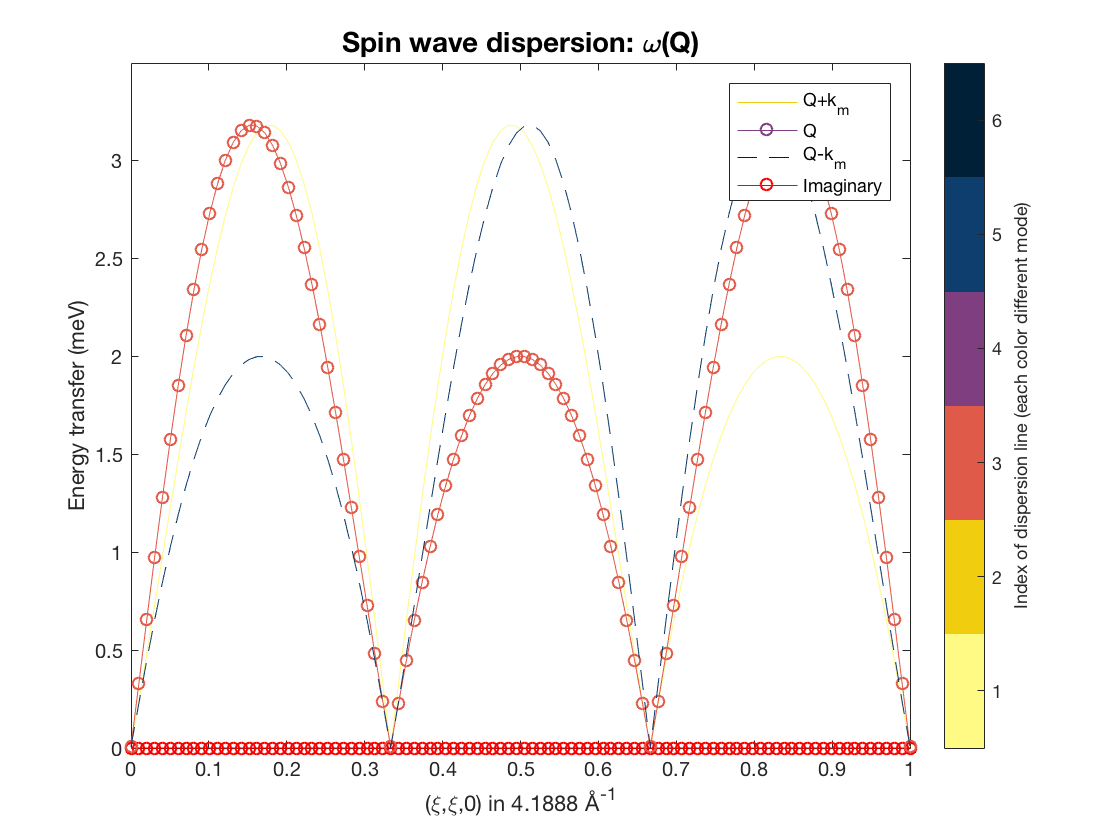 Spin wave dispersion: ω(Q)
Q+k_m
Q
Q-k_m
Imaginary
3
2.5
2
1.5
1
0.5
0
Energy transfer (meV)
0 0.1 0.2 0.3 0.4 0.5 0.6 0.7 0.8 0.9 1
(ξ,ξ,0) in 4.1888 Å^-1
6
5
4
3
2
1
Index of dispersion line (each color different mode)